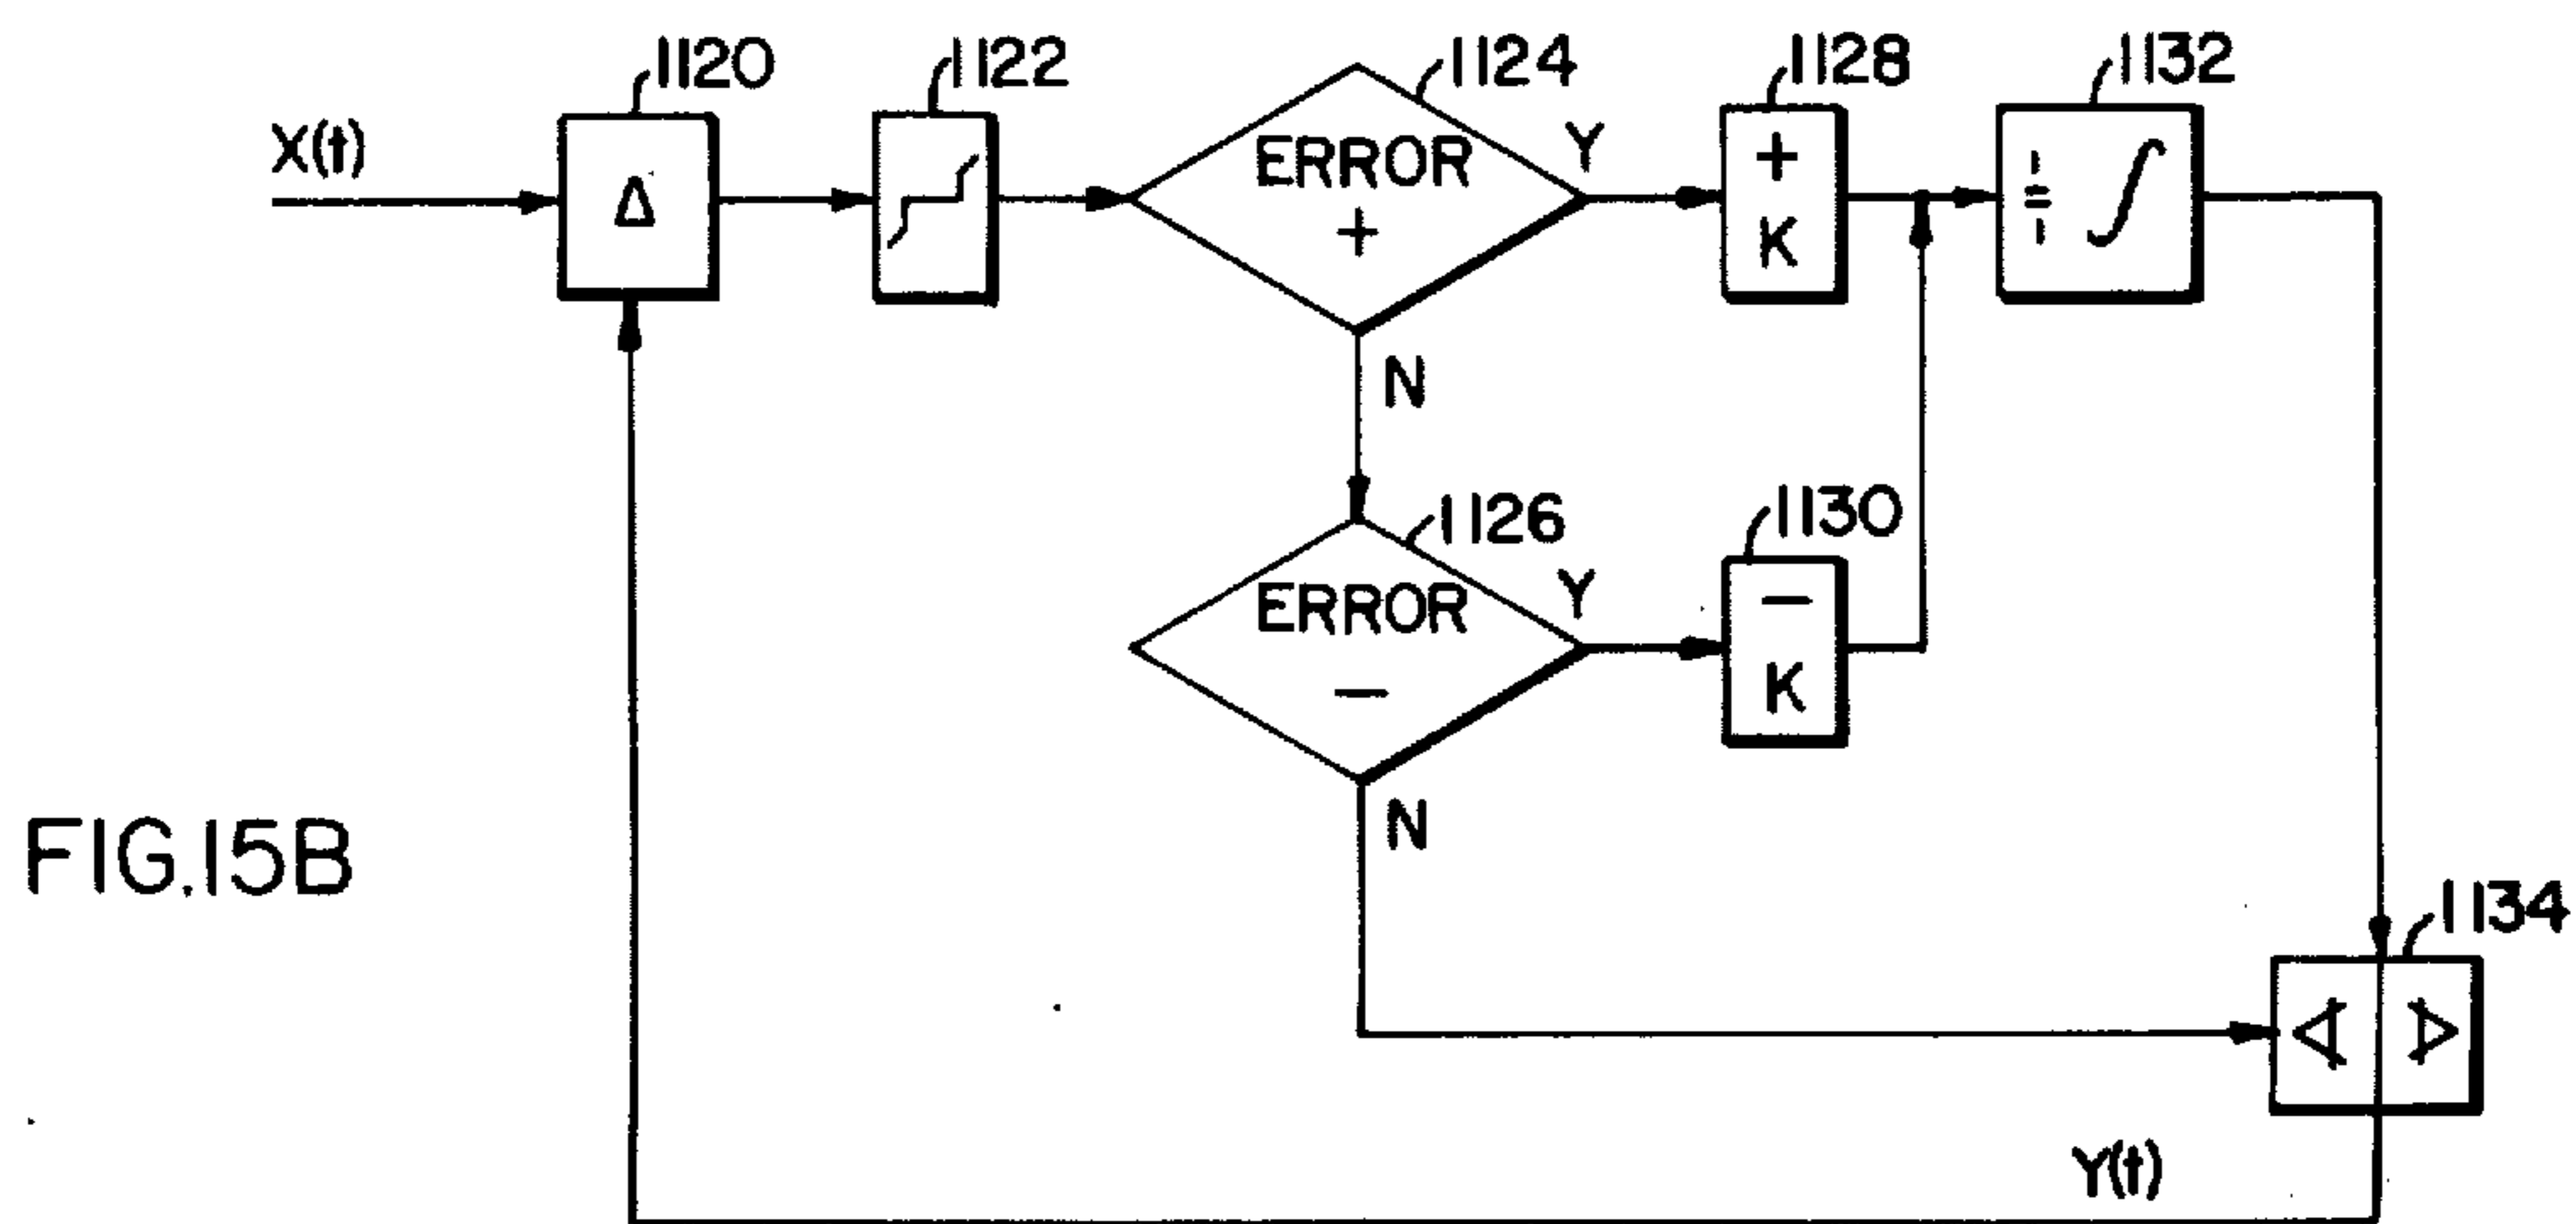 1120
1122
1124
1128
1132
X(t)
Δ
ERROR
+
Y
+
K
∫
N
1126
1130
ERROR
−
Y
−
K
N
FIG.15B
1134
Y(t)